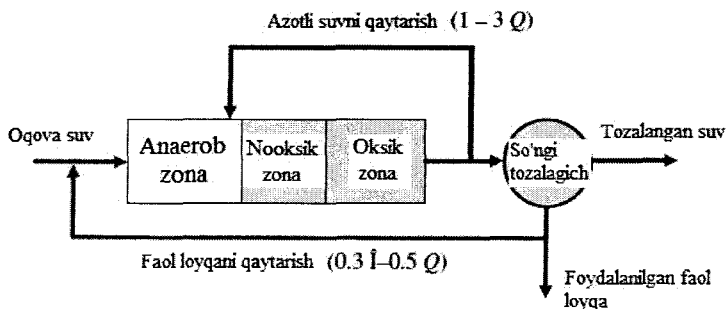 Azotli suvni qaytarish (1 – 3 Q)
Oqova suv
Anaerob
zona
Nooksik
zona
Oksik
zona
So'ngi
tozalagich
Tozalangan suv
Faol loyqani qaytarish (0.3 Î–0.5 Q)
Foydalanilgan faol
loyqa